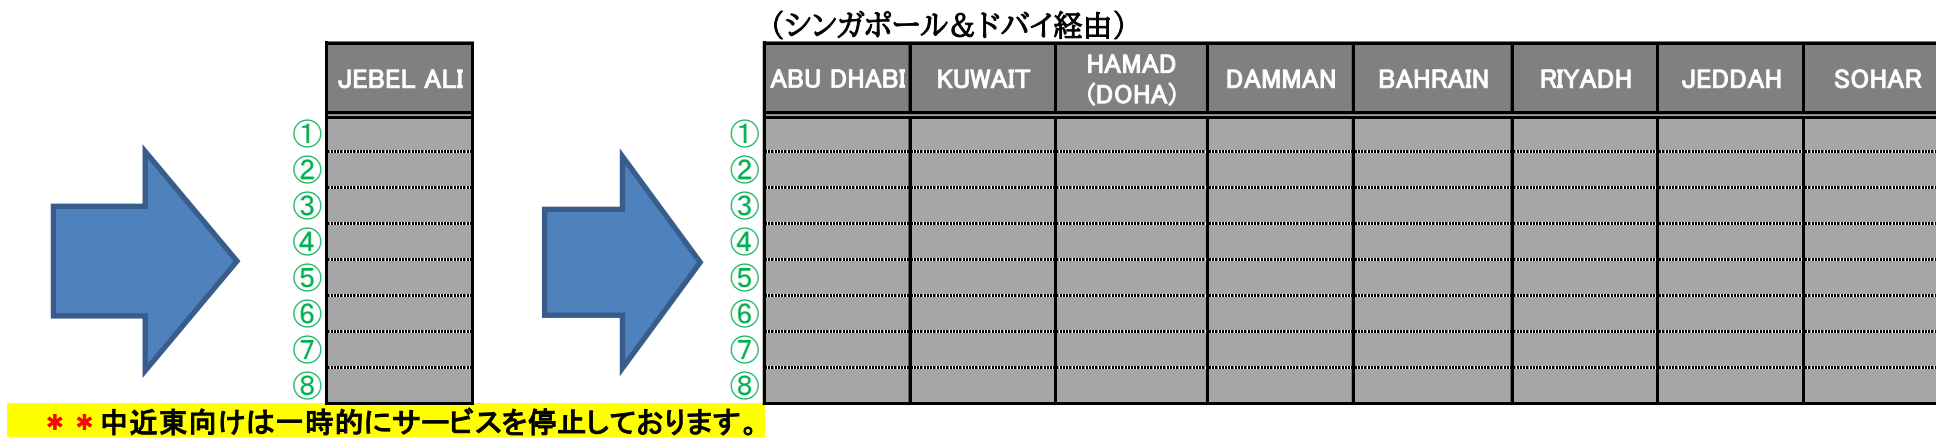 （シンガポール＆ドバイ経由）
JEBEL ALI
ABU DHABI KUWAIT HAMAD (DOHA) DAMMAN BAHRAIN RIYADH JEDDAH SOHAR
① ①
② ②
③ ③
④ ④
⑤ ⑤
⑥ ⑥
⑦ ⑦
⑧ ⑧
＊＊中近東向けは一時的にサービスを停止しております。